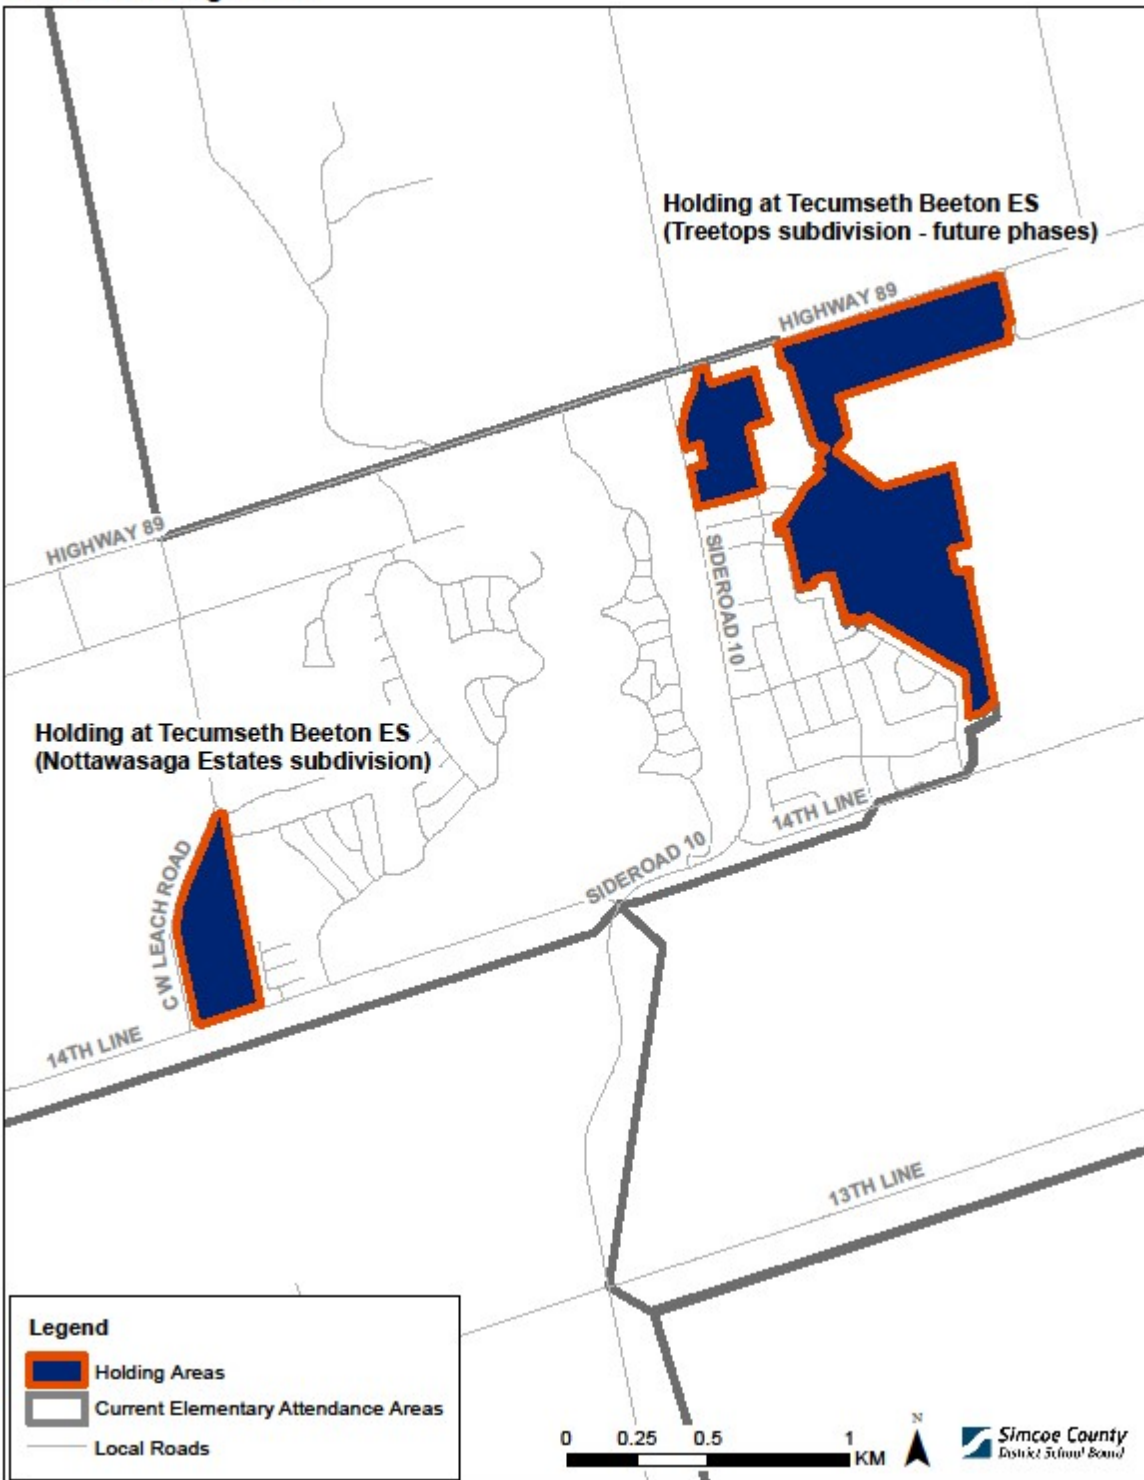 Holding at Tecumseth Beeton ES
(Treetops subdivision - future phases)
HIGHWAY 89
HIGHWAY 89
SIDEROAD 10
Holding at Tecumseth Beeton ES
(Nottawasaga Estates subdivision)
14TH LINE
SIDEROAD 10
C W LEACH ROAD
14TH LINE
13TH LINE
Legend
Holding Areas
Current Elementary Attendance Areas
Local Roads
0 0.25 0.5 1
KM
N
Simcoe County
District School Board